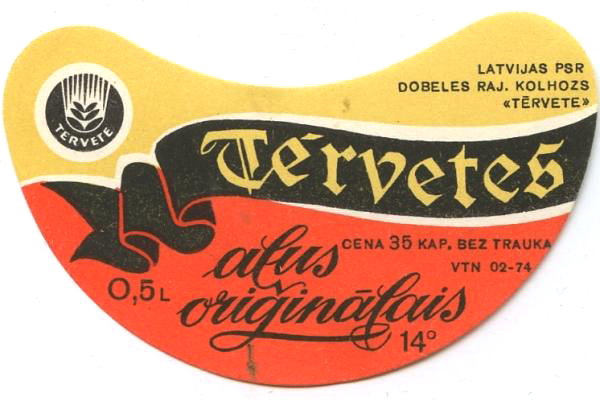 TERVETE
LATVIJAS PSR
DOBELES RAJ. KOLHOZS
«TĒRVETE»
Tērvetes
alus
oriģinālais
CENA 35 KAP. BEZ TRAUKA
VTN 02-74
0,5L
14°